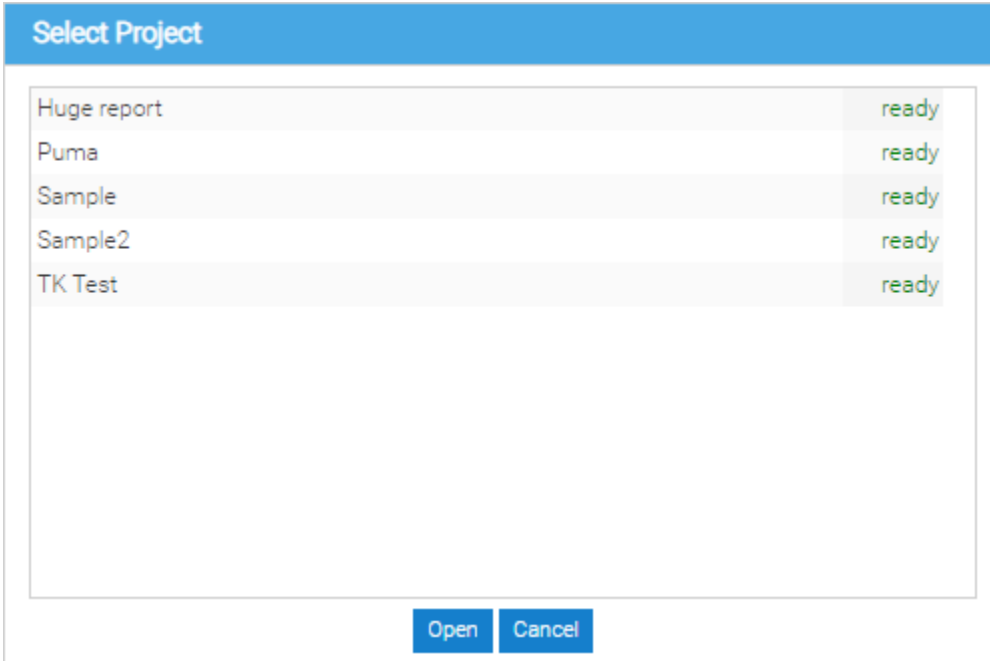 Select Project
Huge report ready
Puma ready
Sample ready
Sample2 ready
TK Test ready
Open Cancel